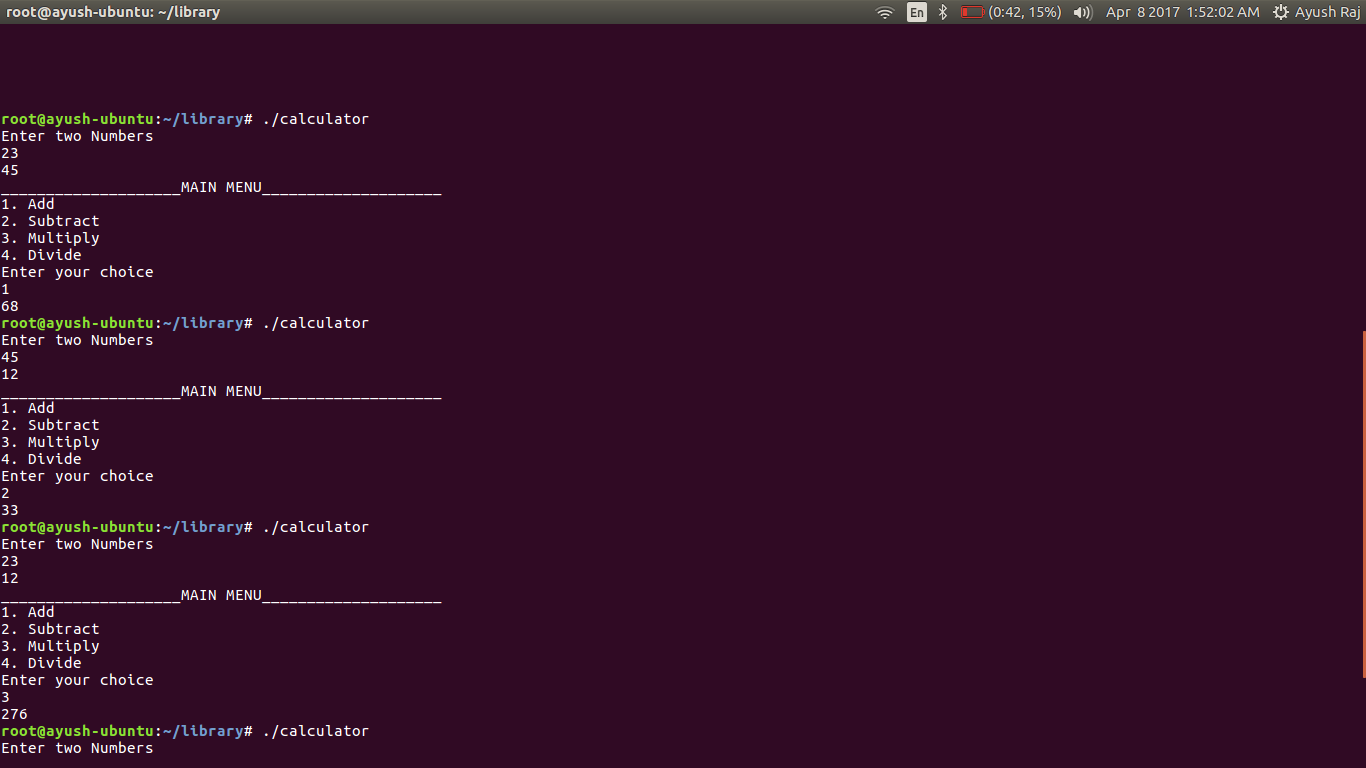 root@ayush-ubuntu: ~/library En (0:42, 15%) Apr 8 2017 1:52:02 AM Ayush Raj
root@ayush-ubuntu:~/library# ./calculator
Enter two Numbers
23
45
____________________MAIN MENU____________________
1. Add
2. Subtract
3. Multiply
4. Divide
Enter your choice
1
68
root@ayush-ubuntu:~/library# ./calculator
Enter two Numbers
45
12
____________________MAIN MENU____________________
1. Add
2. Subtract
3. Multiply
4. Divide
Enter your choice
2
33
root@ayush-ubuntu:~/library# ./calculator
Enter two Numbers
23
12
____________________MAIN MENU____________________
1. Add
2. Subtract
3. Multiply
4. Divide
Enter your choice
3
276
root@ayush-ubuntu:~/library# ./calculator
Enter two Numbers